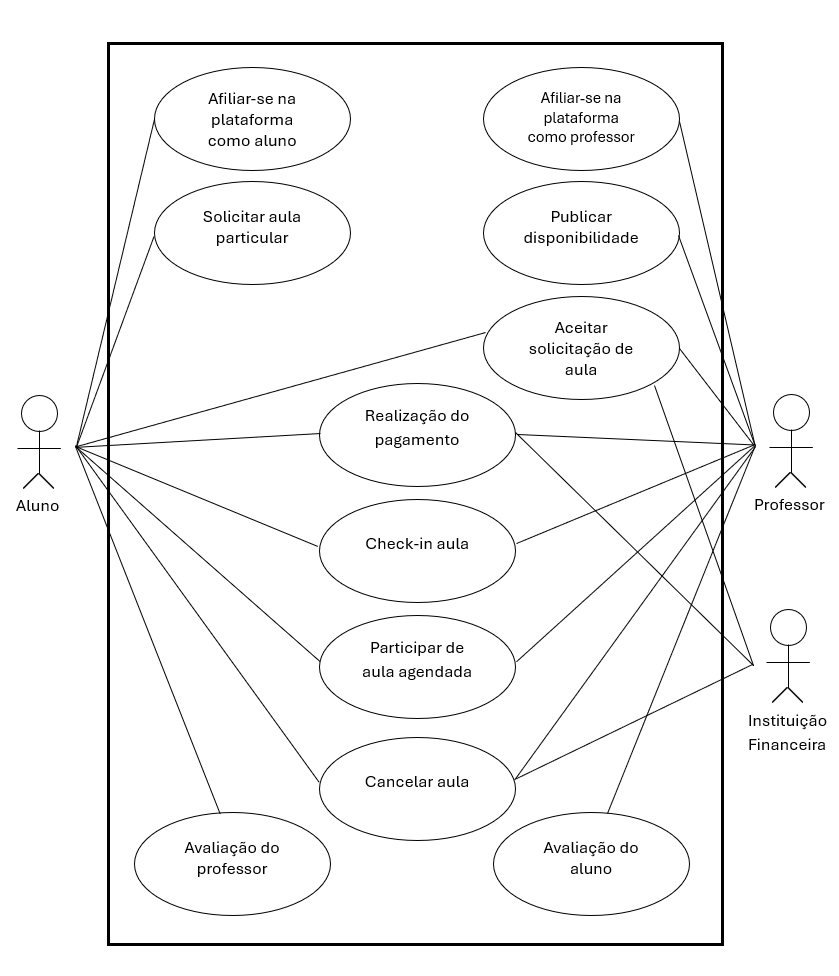 Afiliar-se na
plataforma
como aluno
Afiliar-se na
plataforma
como professor
Solicitar aula
particular
Publicar
disponibilidade
Aceitar
solicitação de
aula
Realização do
pagamento
Aluno
Professor
Check-in aula
Participar de
aula agendada
Instituição
Financeira
Cancelar aula
Avaliação do
professor
Avaliação do
aluno